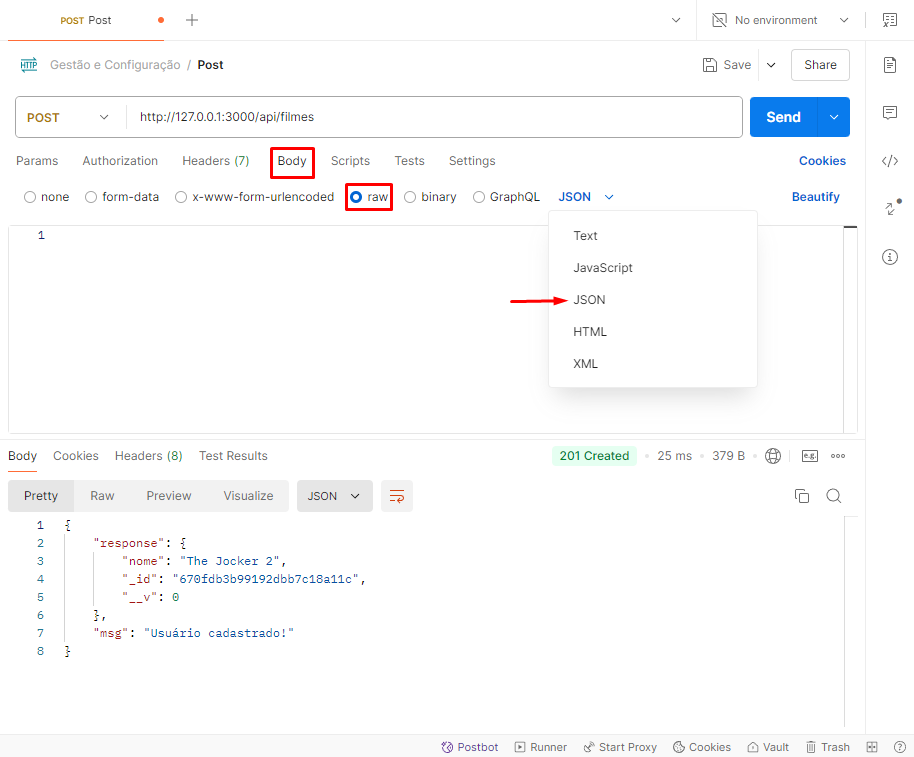 POST Post
No environment
HTTP Gestão e Configuração / Post
Save
Share
POST
http://127.0.0.1:3000/api/filmes
Send
Params Authorization Headers (7) Body Scripts Tests Settings Cookies
none form-data x-www-form-urlencoded raw binary GraphQL JSON Beautify
1
Text
JavaScript
JSON
HTML
XML
Body Cookies Headers (8) Test Results 201 Created 25 ms 379 B e.g.
Pretty Raw Preview Visualize JSON
1 {
2 "response": {
3 "nome": "The Jocker 2",
4 "_id": "670fdb3b99192dbb7c18a11c",
5 "__v": 0
6 },
7 "msg": "Usuário cadastrado!"
8 }
Postbot Runner Start Proxy Cookies Vault Trash